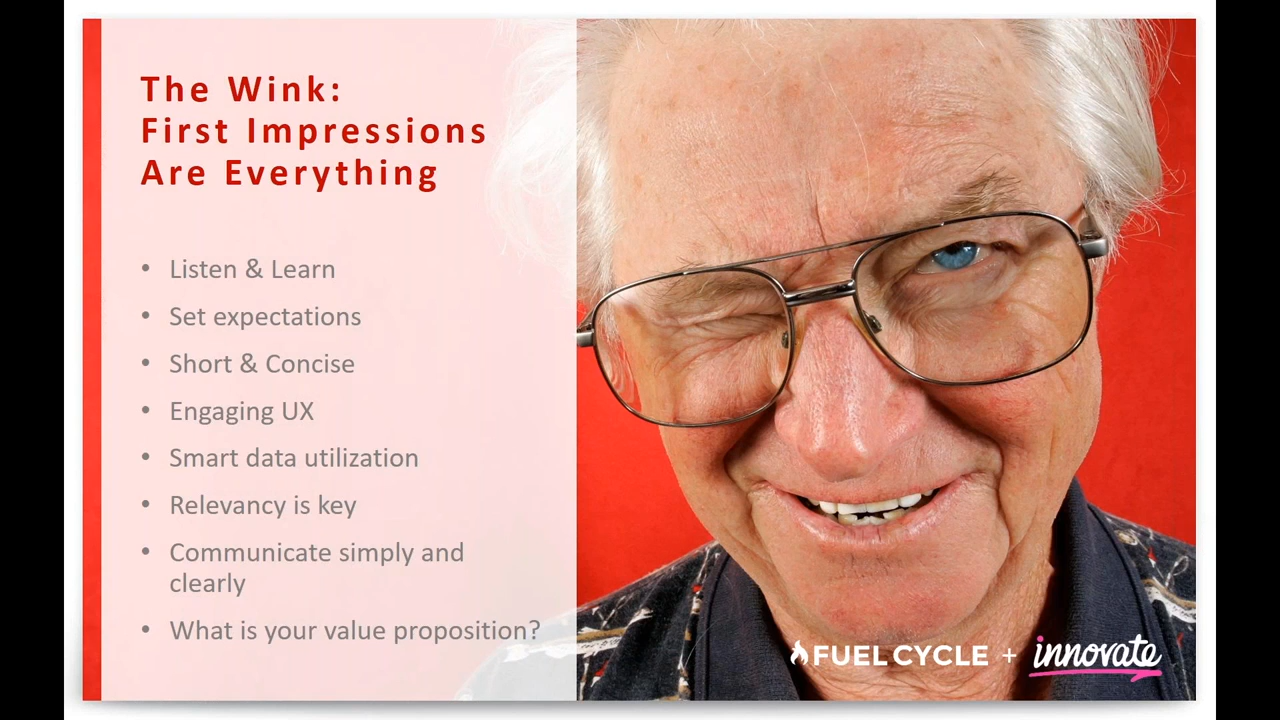 The Wink:
First Impressions
Are Everything
• Listen & Learn
• Set expectations
• Short & Concise
• Engaging UX
• Smart data utilization
• Relevancy is key
• Communicate simply and
clearly
• What is your value proposition?
FUEL CYCLE + innovate